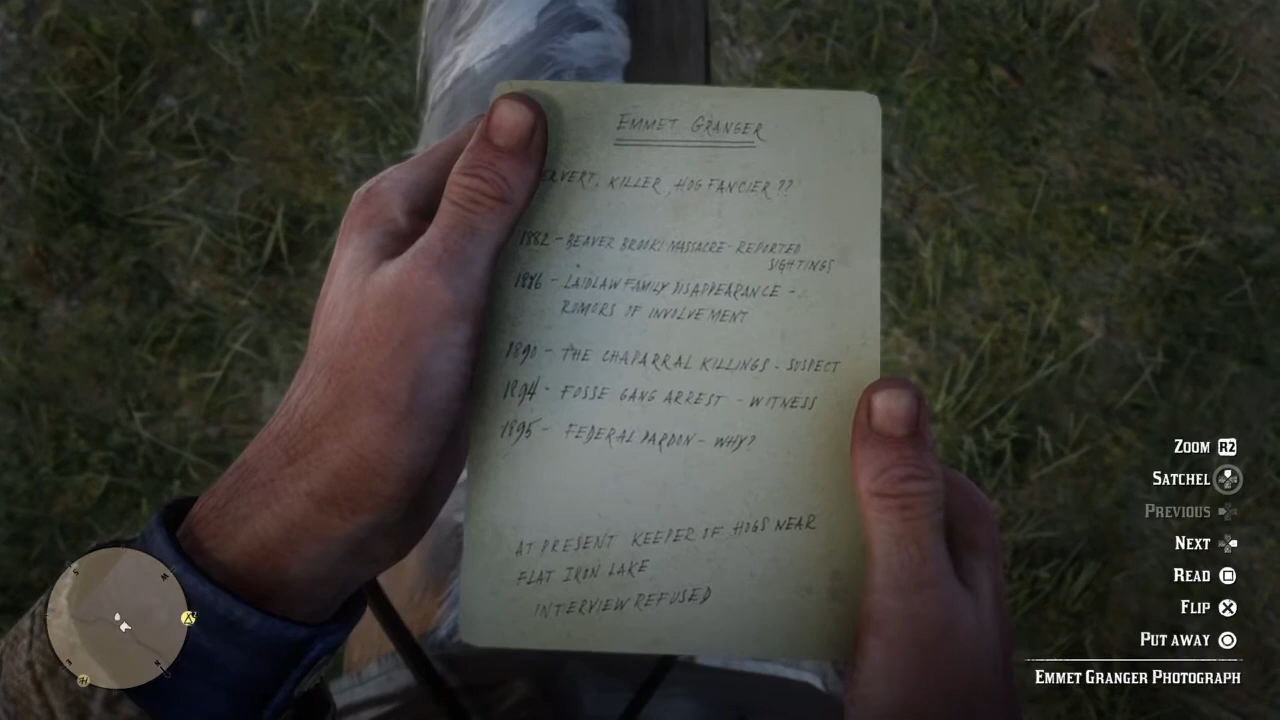 EMMET GRANGER
ERVERT, KILLER, HOG FANCIER ??
1882 - BEAVER BROOK MASSACRE - REPORTED
SIGHTINGS
1886 - LAIDLAW FAMILY DISAPPEARANCE -
RUMORS OF INVOLVEMENT
1890 - THE CHAPARRAL KILLINGS - SUSPECT
1894 - FOSSE GANG ARREST - WITNESS
1895 - FEDERAL PARDON - WHY?
AT PRESENT KEEPER OF HOGS NEAR
FLAT IRON LAKE
INTERVIEW REFUSED
ZOOM R2
SATCHEL
PREVIOUS
NEXT
READ
FLIP
PUT AWAY
EMMET GRANGER PHOTOGRAPH